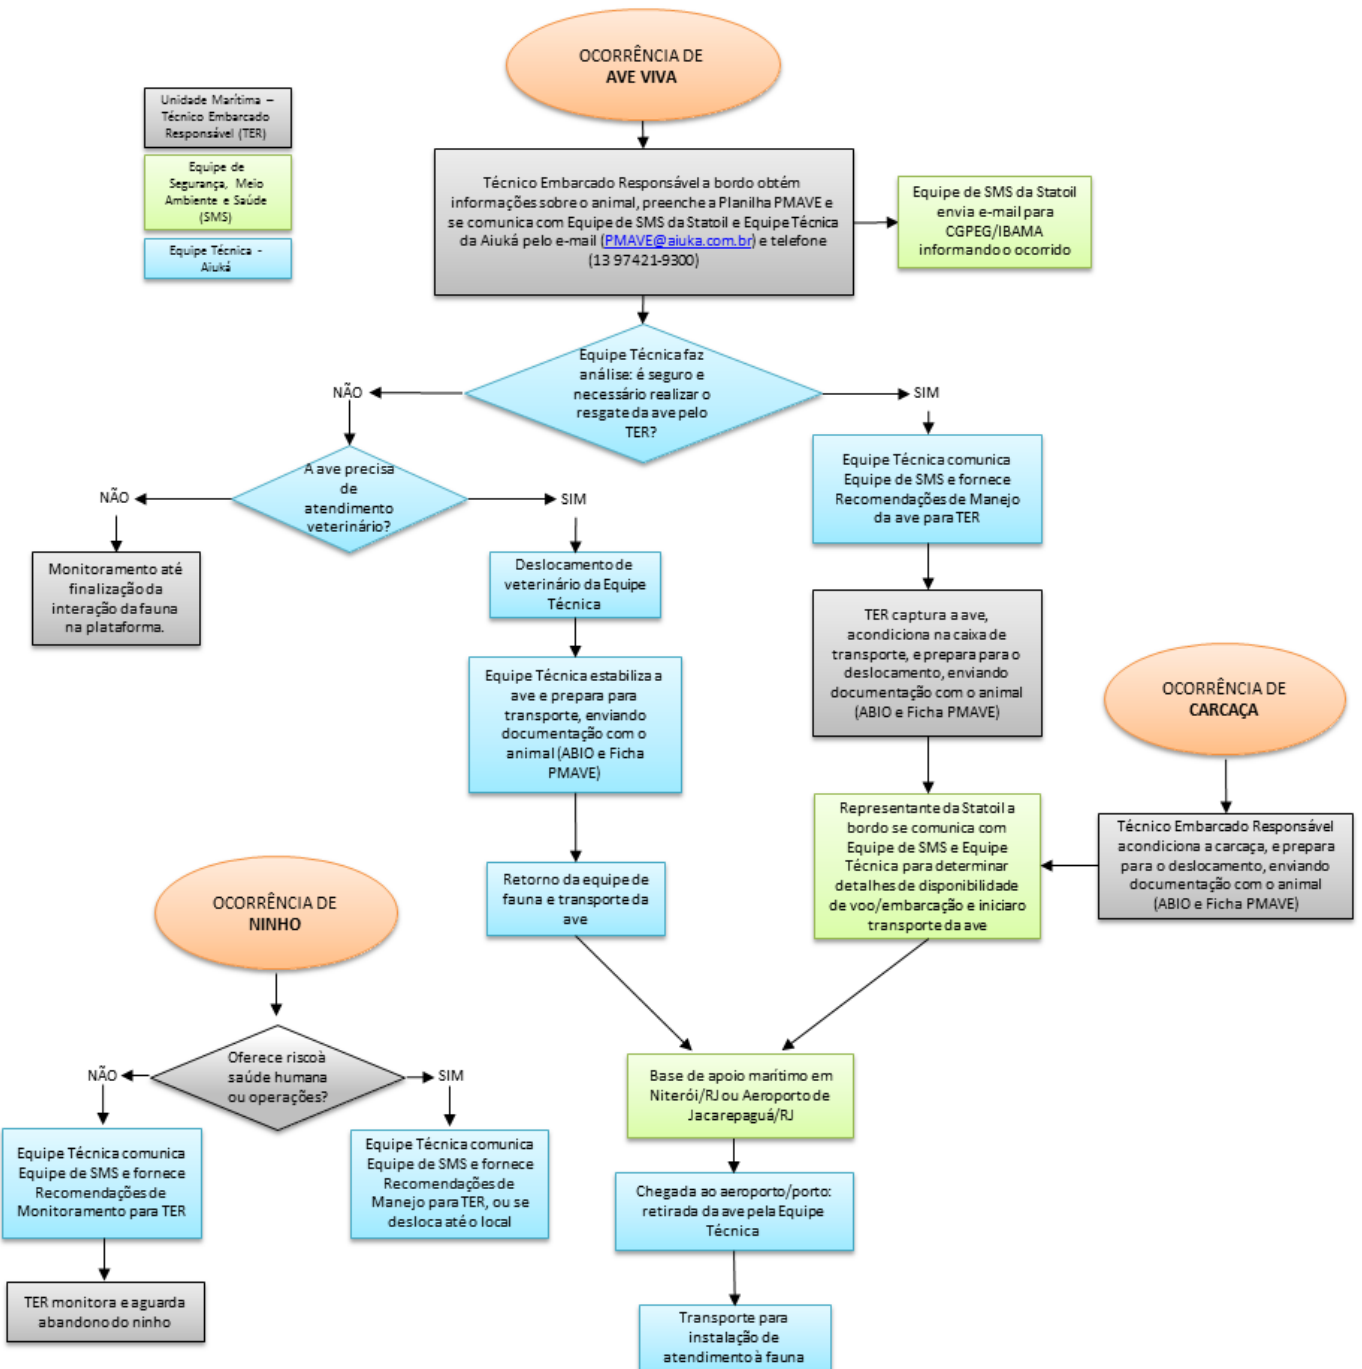 OCORRÊNCIA DE
AVE VIVA
Unidade Marítima –
Técnico Embarcado
Responsável (TER)
Equipe de
Segurança, Meio
Ambiente e Saúde
(SMS)
Equipe Técnica -
Aiuká
Técnico Embarcado Responsável a bordo obtém
informações sobre o animal, preenche a Planilha PMAVE e
se comunica com Equipe de SMS da Statoil e Equipe Técnica
da Aiuká pelo e-mail (PMAVE@aiuka.com.br) e telefone
(13 97421-9300)
Equipe de SMS da Statoil
envia e-mail para
CGPEG/IBAMA
informando o ocorrido
Equipe Técnica faz
análise: é seguro e
necessário realizar o
resgate da ave pelo
TER?
NÃO
SIM
A ave precisa
de
atendimento
veterinário?
NÃO
SIM
Monitoramento até
finalização da
interação da fauna
na plataforma.
Deslocamento de
veterinário da Equipe
Técnica
Equipe Técnica estabiliza a
ave e prepara para
transporte, enviando
documentação com o
animal (ABIO e Ficha
PMAVE)
Retorno da equipe de
fauna e transporte da
ave
Equipe Técnica comunica
Equipe de SMS e fornece
Recomendações de Manejo
da ave para TER
TER captura a ave,
acondiciona na caixa de
transporte, e prepara para o
deslocamento, enviando
documentação com o animal
(ABIO e Ficha PMAVE)
Representante da Statoil a
bordo se comunica com
Equipe de SMS e Equipe
Técnica para determinar
detalhes de disponibilidade
de voo/embarcação e iniciar o
transporte da ave
OCORRÊNCIA DE
CARCAÇA
Técnico Embarcado Responsável
acondiciona a carcaça, e prepara
para o deslocamento, enviando
documentação com o animal
(ABIO e Ficha PMAVE)
OCORRÊNCIA DE
NINHO
Oferece risco à
saúde humana
ou operações?
NÃO
SIM
Equipe Técnica comunica
Equipe de SMS e fornece
Recomendações de
Monitoramento para TER
TER monitora e aguarda
abandono do ninho
Equipe Técnica comunica
Equipe de SMS e fornece
Recomendações de
Manejo para TER, ou se
desloca até o local
Base de apoio marítimo em
Niterói/RJ ou Aeroporto de
Jacarepaguá/RJ
Chegada ao aeroporto/porto:
retirada da ave pela Equipe
Técnica
Transporte para
instalação de
atendimento à fauna